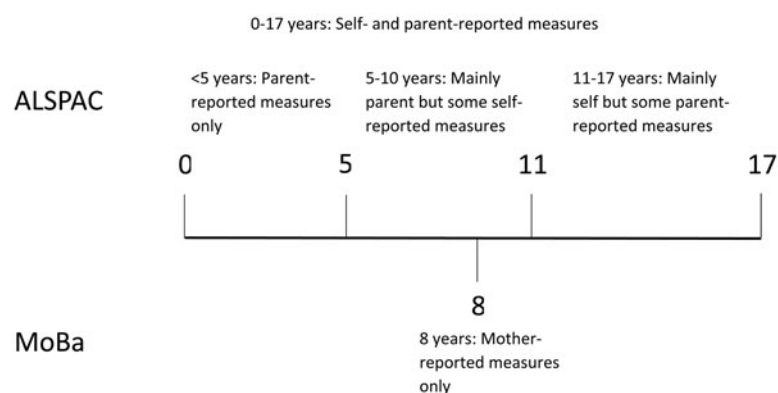 0-17 years: Self- and parent-reported measures
ALSPAC
<5 years: Parent-
reported measures
only
5-10 years: Mainly
parent but some self-
reported measures
11-17 years: Mainly
self but some parent-
reported measures
0
5
11
17
8
MoBa
8 years: Mother-
reported measures
only